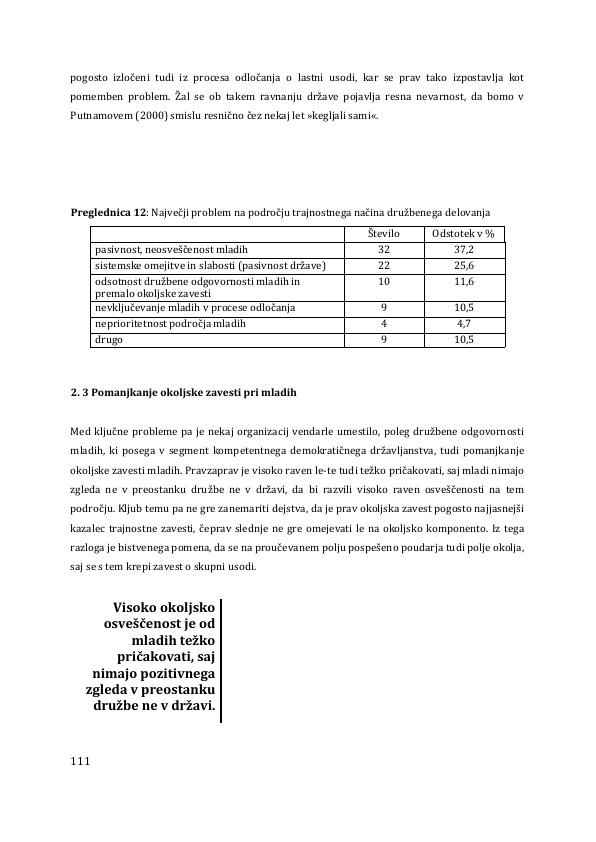 pogosto izločeni tudi iz procesa odločanja o lastni usodi, kar se prav tako izpostavlja kot
pomemben problem. Žal se ob takem ravnanju države pojavlja resna nevarnost, da bomo v
Putnamovem (2000) smislu resnično čez nekaj let »kegljali sami«.
Preglednica 12: Največji problem na področju trajnostnega načina družbenega delovanja
Število Odstotek v %
pasivnost, neosveščenost mladih 32 37,2
sistemske omejitve in slabosti (pasivnost države) 22 25,6
odsotnost družbene odgovornosti mladih in 10 11,6
premalo okoljske zavesti
nevključevanje mladih v procese odločanja 9 10,5
neprioritetnost področja mladih 4 4,7
drugo 9 10,5
2. 3 Pomanjkanje okoljske zavesti pri mladih
Med ključne probleme pa je nekaj organizacij vendarle umestilo, poleg družbene odgovornosti
mladih, ki posega v segment kompetentnega demokratičnega državljanstva, tudi pomanjkanje
okoljske zavesti mladih. Pravzaprav je visoko raven le-te tudi težko pričakovati, saj mladi nimajo
zgleda ne v preostanku družbe ne v državi, da bi razvili visoko raven osveščenosti na tem
področju. Kljub temu pa ne gre zanemariti dejstva, da je prav okoljska zavest pogosto najjasnejši
kazalec trajnostne zavesti, čeprav slednje ne gre omejevati le na okoljsko komponento. Iz tega
razloga je bistvenega pomena, da se na proučevanem polju pospešeno poudarja tudi polje okolja,
saj se s tem krepi zavest o skupni usodi.
Visoko okoljsko
osveščenost je od
mladih težko
pričakovati, saj
nimajo pozitivnega
zgleda v preostanku
družbe ne v državi.
111